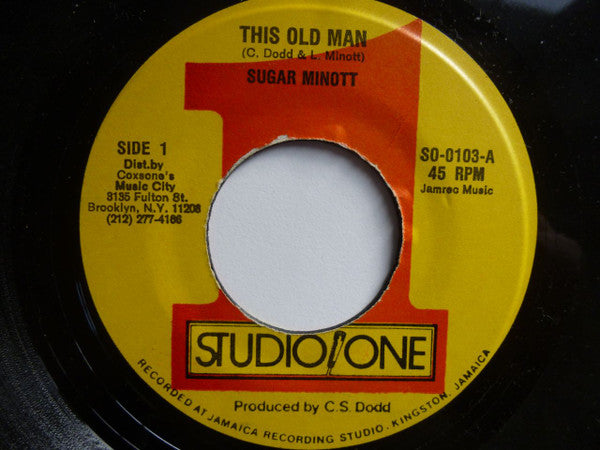 THIS OLD MAN
(C. Dodd & L. Minott)
SUGAR MINOTT
SIDE 1
Dist.by
Coxsone's
Music City
3135 Fulton St.
Brooklyn, N.Y. 11208
(212) 277-4166
SO-0103-A
45 RPM
Jamrec Music
1
STUDIO ONE
Produced by C.S. Dodd
RECORDED AT JAMAICA RECORDING STUDIO, KINGSTON, JAMAICA